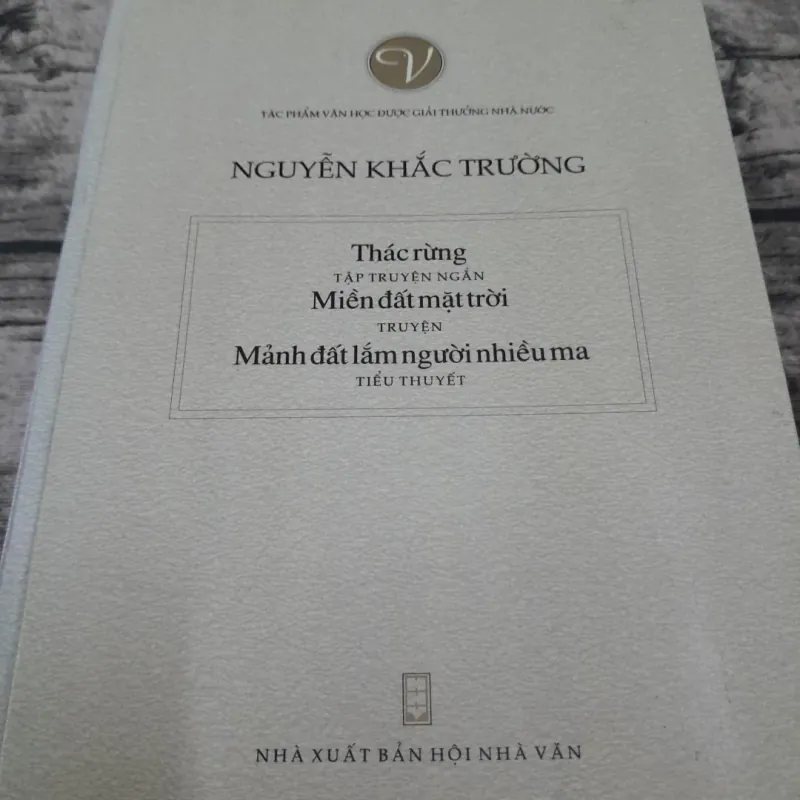 V
TÁC PHẨM VĂN HỌC ĐƯỢC GIẢI THƯỞNG NHÀ NƯỚC
NGUYỄN KHẮC TRƯỜNG
Thác rừng
TẬP TRUYỆN NGẮN
Miền đất mặt trời
TRUYỆN
Mảnh đất lắm người nhiều ma
TIỂU THUYẾT
NHÀ XUẤT BẢN HỘI NHÀ VĂN